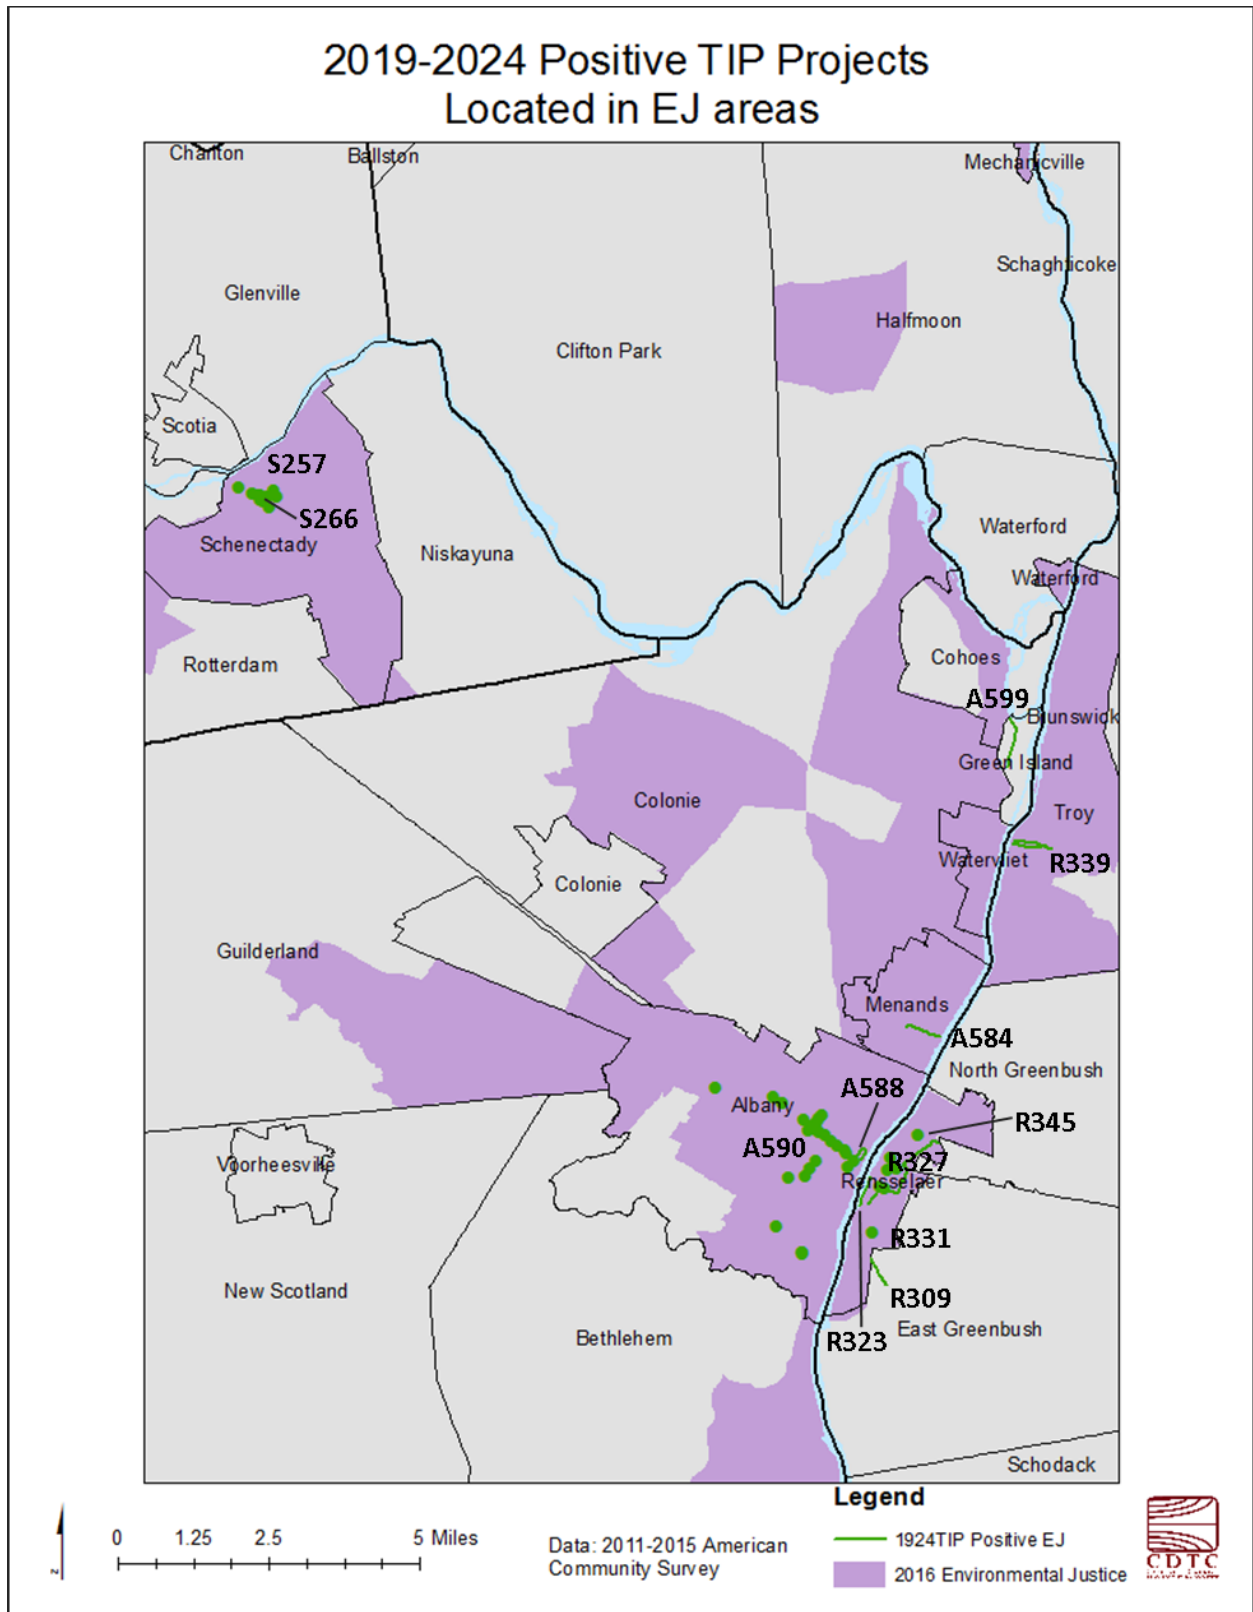 2019-2024 Positive TIP Projects
Located in EJ areas
Charlton
Ballston
Mechanicville
Schaghticoke
Glenville
Halfmoon
Clifton Park
Scotia
S257
S266
Schenectady
Niskayuna
Waterford
Waterford
Rotterdam
Cohoes
A599
Brunswick
Green Island
Colonie
Troy
Watervliet
R339
Colonie
Guilderland
Menands
A584
North Greenbush
A588
Albany
R345
A590
R327
Voorheesville
Rensselaer
R331
New Scotland
R309
East Greenbush
Bethlehem
R323
Schodack
Legend
0 1.25 2.5 5 Miles
Data: 2011-2015 American
Community Survey
1924TIP Positive EJ
2016 Environmental Justice
CDTC
z